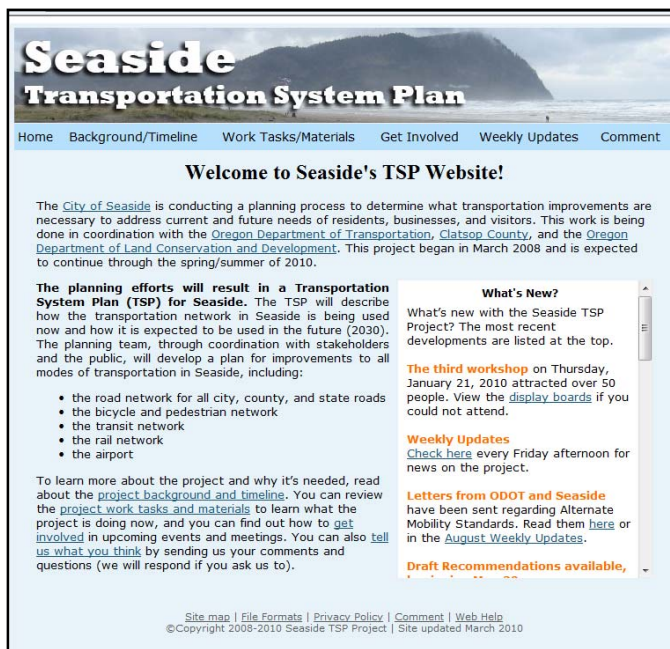 Seaside
Transportation System Plan
Home Background/Timeline Work Tasks/Materials Get Involved Weekly Updates Comment
Welcome to Seaside's TSP Website!
The City of Seaside is conducting a planning process to determine what transportation improvements are
necessary to address current and future needs of residents, businesses, and visitors. This work is being
done in coordination with the Oregon Department of Transportation, Clatsop County, and the Oregon
Department of Land Conservation and Development. This project began in March 2008 and is expected
to continue through the spring/summer of 2010.
The planning efforts will result in a Transportation
System Plan (TSP) for Seaside. The TSP will describe
how the transportation network in Seaside is being used
now and how it is expected to be used in the future (2030).
The planning team, through coordination with stakeholders
and the public, will develop a plan for improvements to all
modes of transportation in Seaside, including:
• the road network for all city, county, and state roads
• the bicycle and pedestrian network
• the transit network
• the rail network
• the airport
To learn more about the project and why it's needed, read
about the project background and timeline. You can review
the project work tasks and materials to learn what the
project is doing now, and you can find out how to get
involved in upcoming events and meetings. You can also tell
us what you think by sending us your comments and
questions (we will respond if you ask us to).
What's New?
What's new with the Seaside TSP
Project? The most recent
developments are listed at the top.
The third workshop on Thursday,
January 21, 2010 attracted over 50
people. View the display boards if you
could not attend.
Weekly Updates
Check here every Friday afternoon for
news on the project.
Letters from ODOT and Seaside
have been sent regarding Alternate
Mobility Standards. Read them here or
in the August Weekly Updates.
Draft Recommendations available,
Site map | File Formats | Privacy Policy | Comment | Web Help
©Copyright 2008-2010 Seaside TSP Project | Site updated March 2010